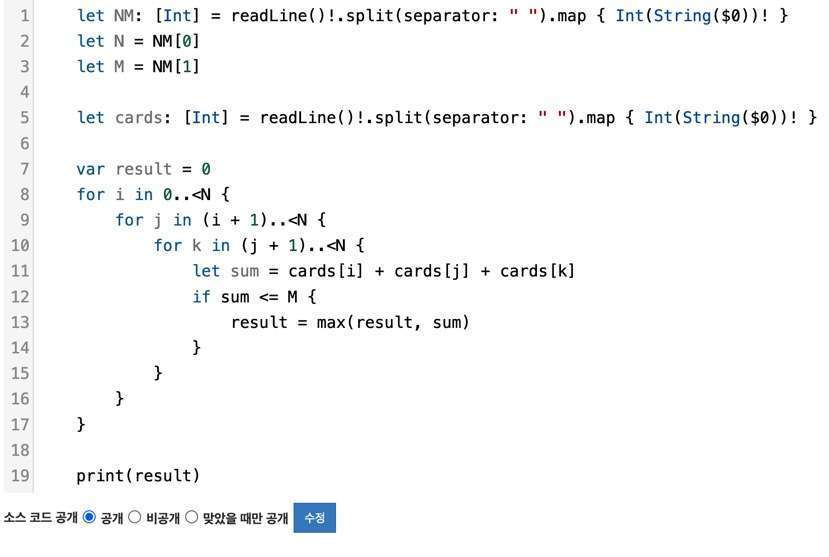 1 let NM: [Int] = readLine()!.split(separator: " ").map { Int(String($0))! }
2 let N = NM[0]
3 let M = NM[1]
4
5 let cards: [Int] = readLine()!.split(separator: " ").map { Int(String($0))! }
6
7 var result = 0
8 for i in 0..<N {
9     for j in (i + 1)..<N {
10         for k in (j + 1)..<N {
11             let sum = cards[i] + cards[j] + cards[k]
12             if sum <= M {
13                 result = max(result, sum)
14             }
15         }
16     }
17 }
18
19 print(result)
소스 코드 공개 공개 비공개 맞았을 때만 공개 수정